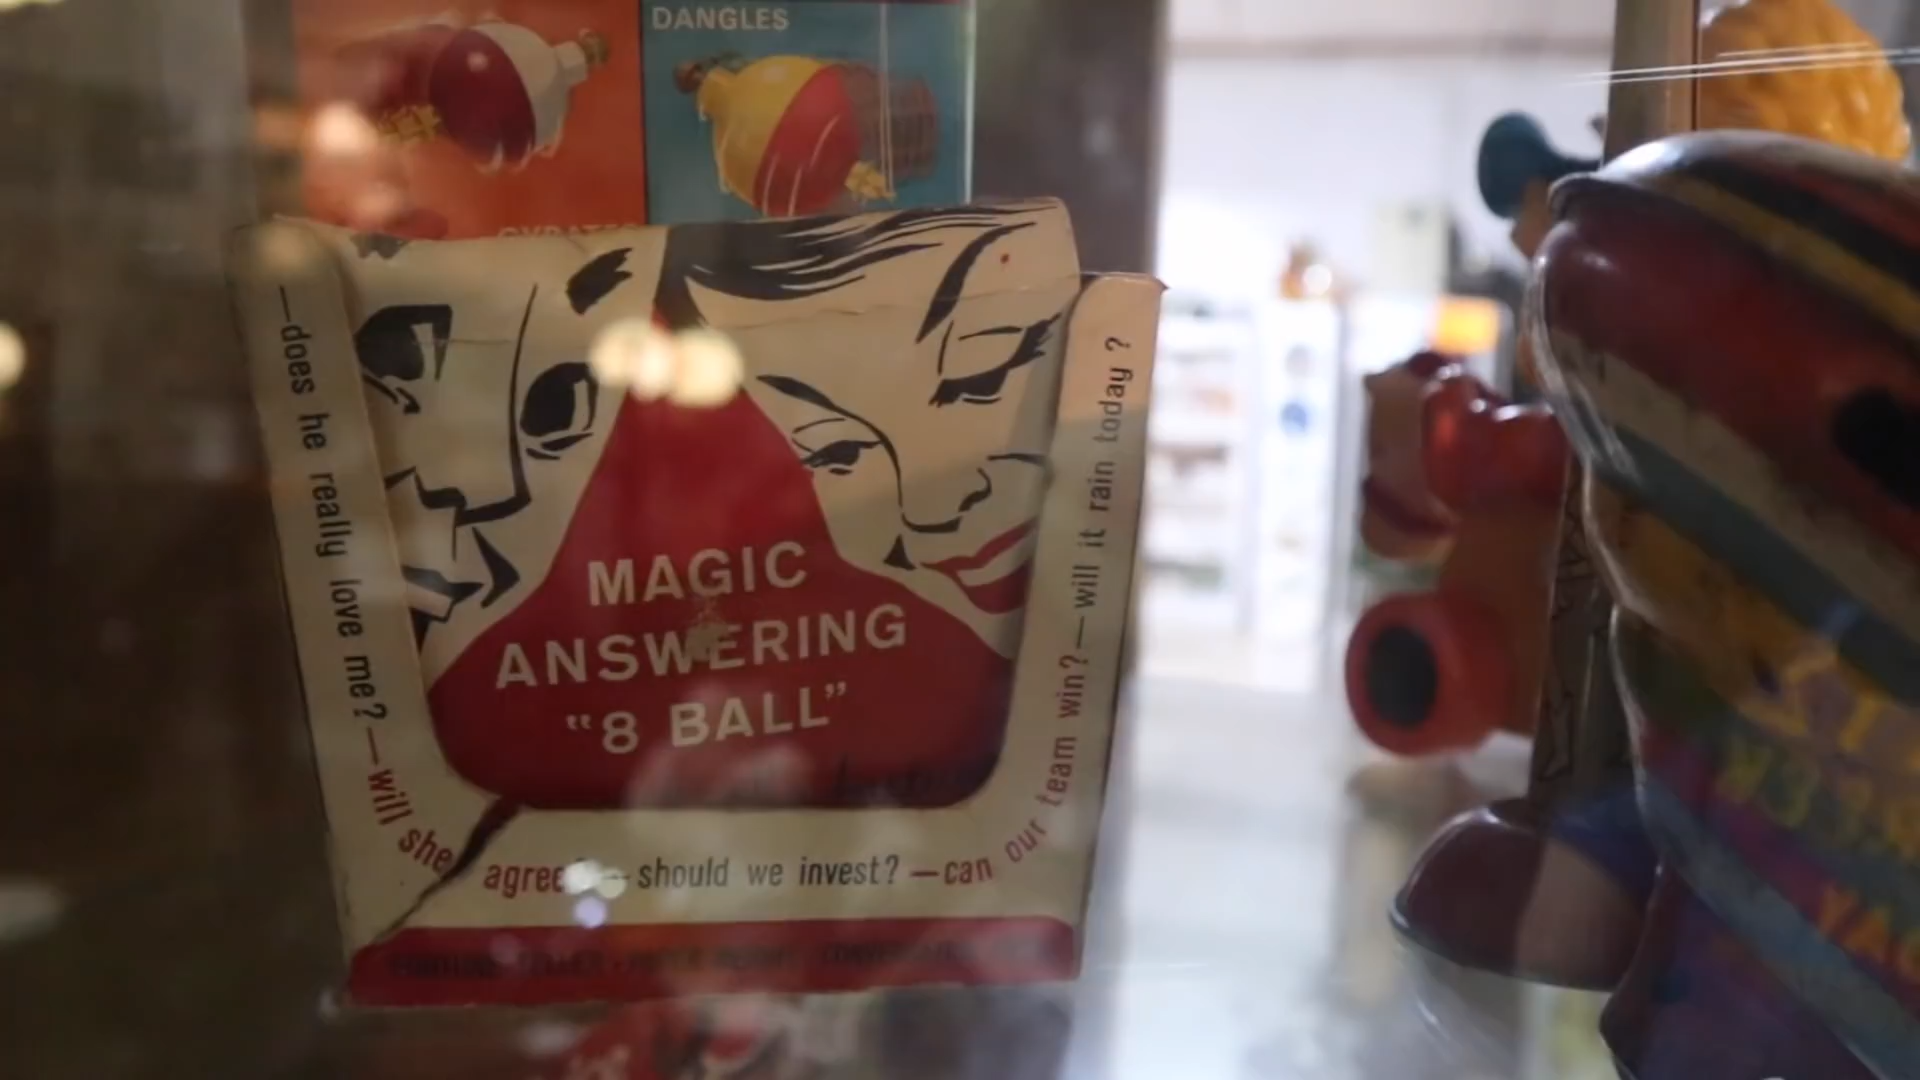 DANGLES
GYRATES
—does he really love me?—will she agree?—should we invest?—can our team win?—will it rain today?
MAGIC
ANSWERING
"8 BALL"